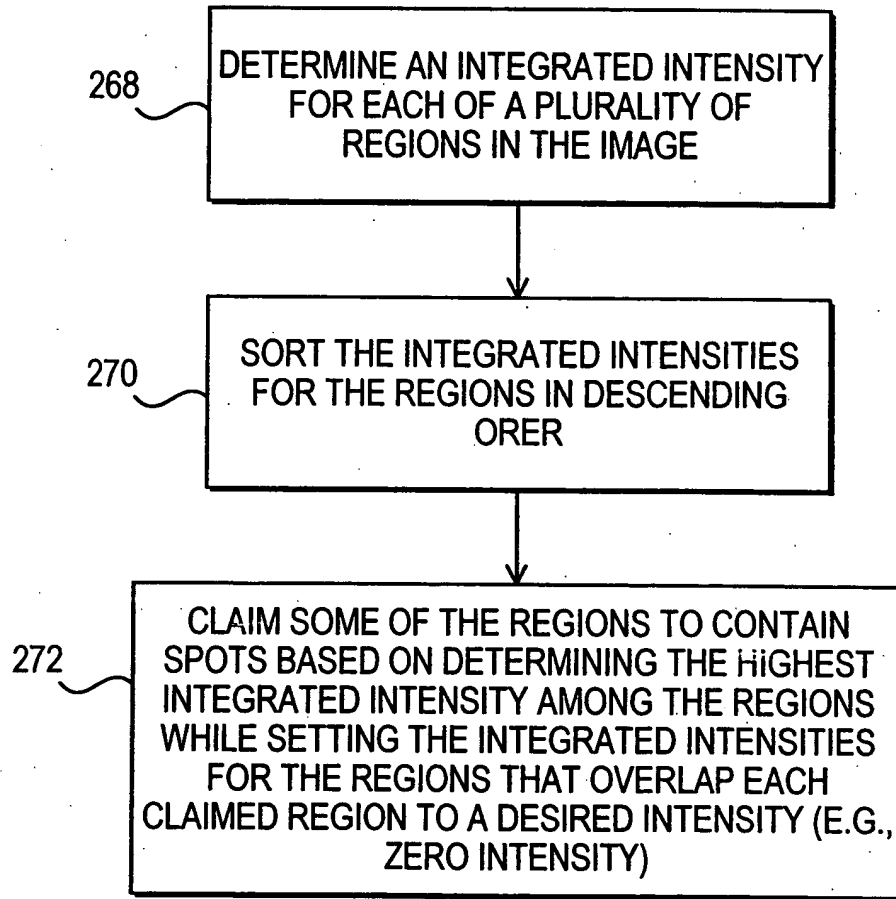 268
DETERMINE AN INTEGRATED INTENSITY
FOR EACH OF A PLURALITY OF
REGIONS IN THE IMAGE
270
SORT THE INTEGRATED INTENSITIES
FOR THE REGIONS IN DESCENDING
ORER
272
CLAIM SOME OF THE REGIONS TO CONTAIN
SPOTS BASED ON DETERMINING THE HIGHEST
INTEGRATED INTENSITY AMONG THE REGIONS
WHILE SETTING THE INTEGRATED INTENSITIES
FOR THE REGIONS THAT OVERLAP EACH
CLAIMED REGION TO A DESIRED INTENSITY (E.G.,
ZERO INTENSITY)